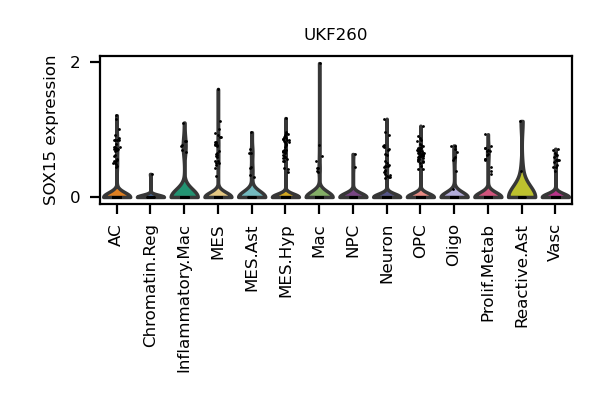 UKF260
SOX15 expression
2
0
AC
Chromatin.Reg
Inflammatory.Mac
MES
MES.Ast
MES.Hyp
Mac
NPC
Neuron
OPC
Oligo
Prolif.Metab
Reactive.Ast
Vasc